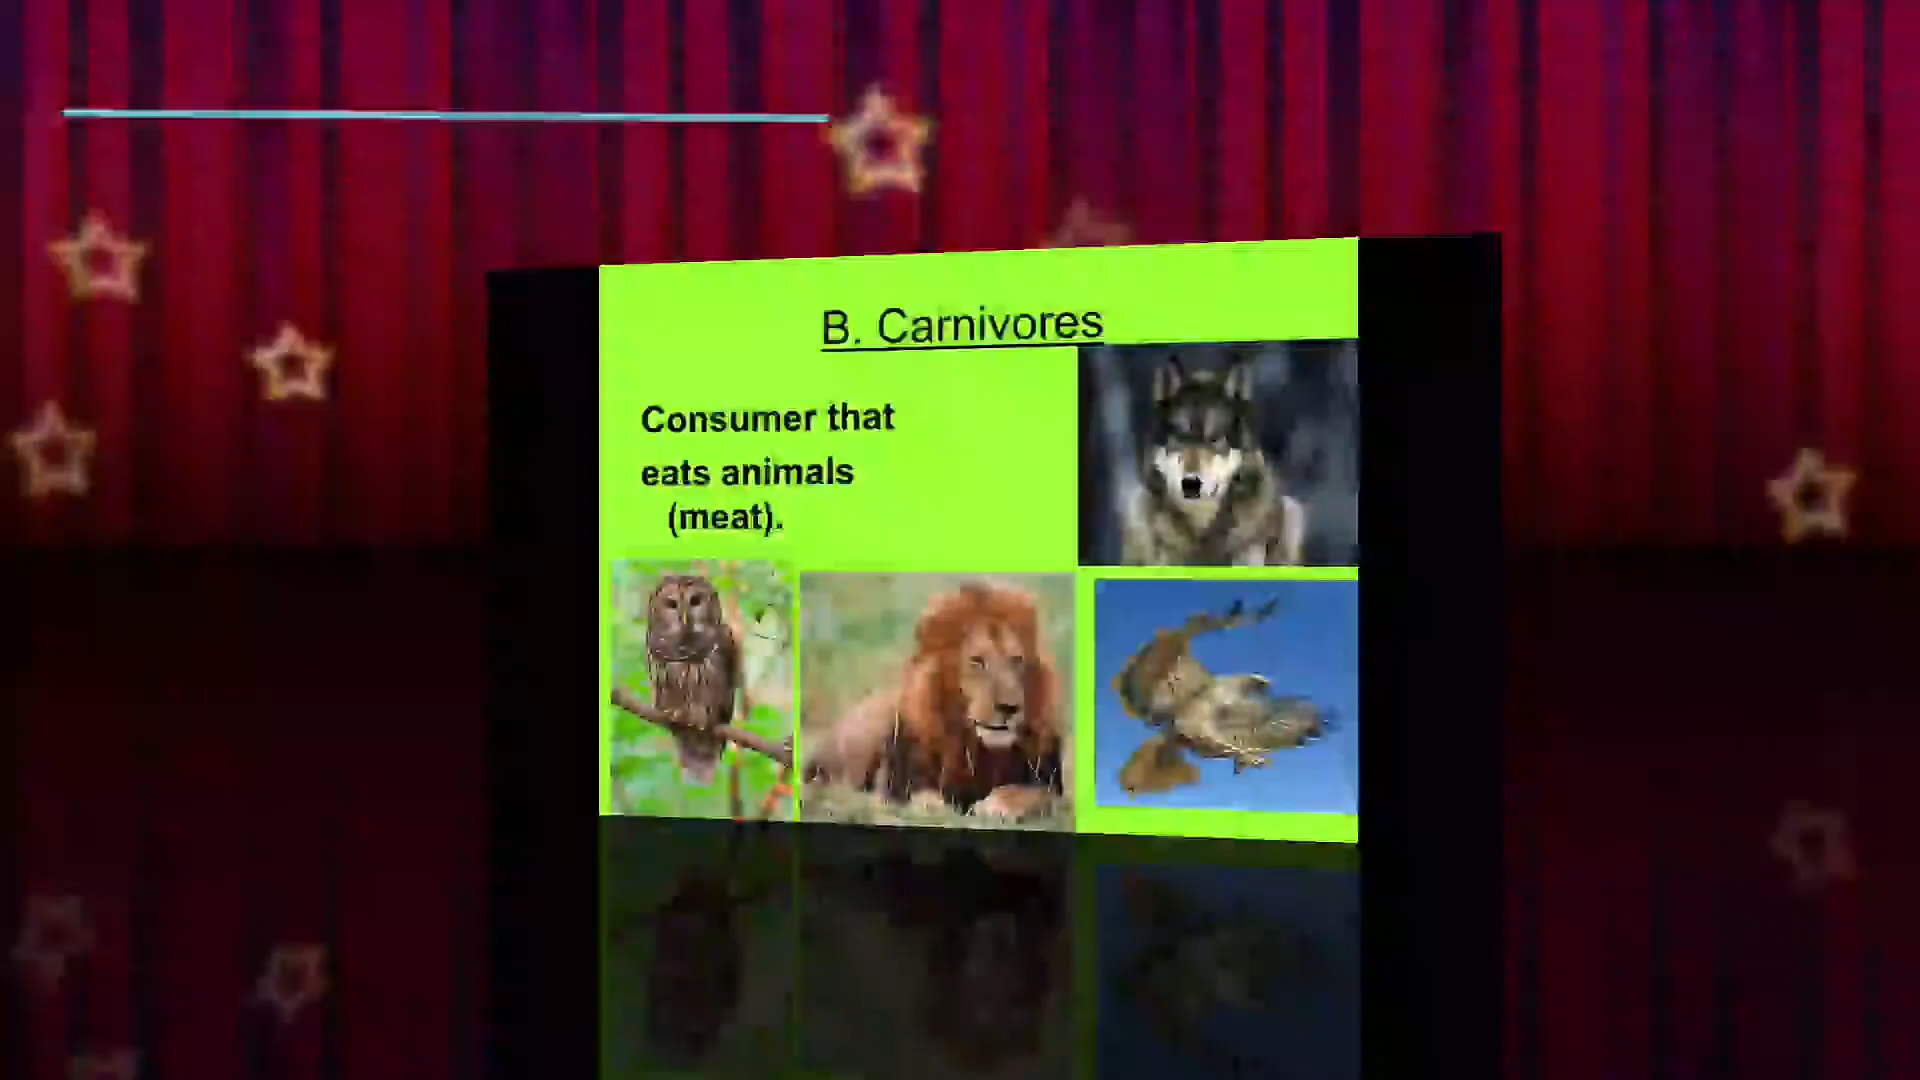 B. Carnivores
Consumer that
eats animals
(meat).